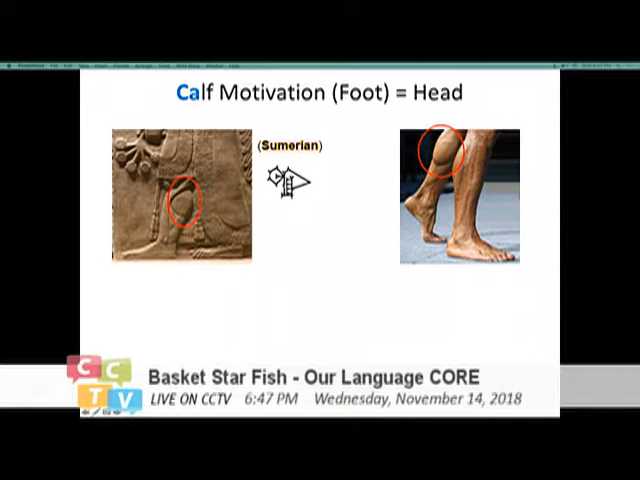 Calf Motivation (Foot) = Head
(Sumerian)
CCTV
Basket Star Fish - Our Language CORE
LIVE ON CCTV 6:47 PM Wednesday, November 14, 2018